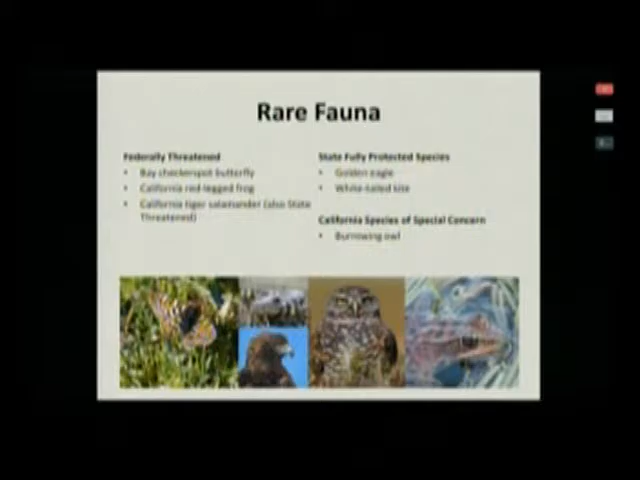 Rare Fauna
Federally Threatened
• Bay checkerspot butterfly
• California red-legged frog
• California tiger salamander (also State
Threatened)
State Fully Protected Species
• Golden eagle
• White-tailed kite
California Species of Special Concern
• Burrowing owl